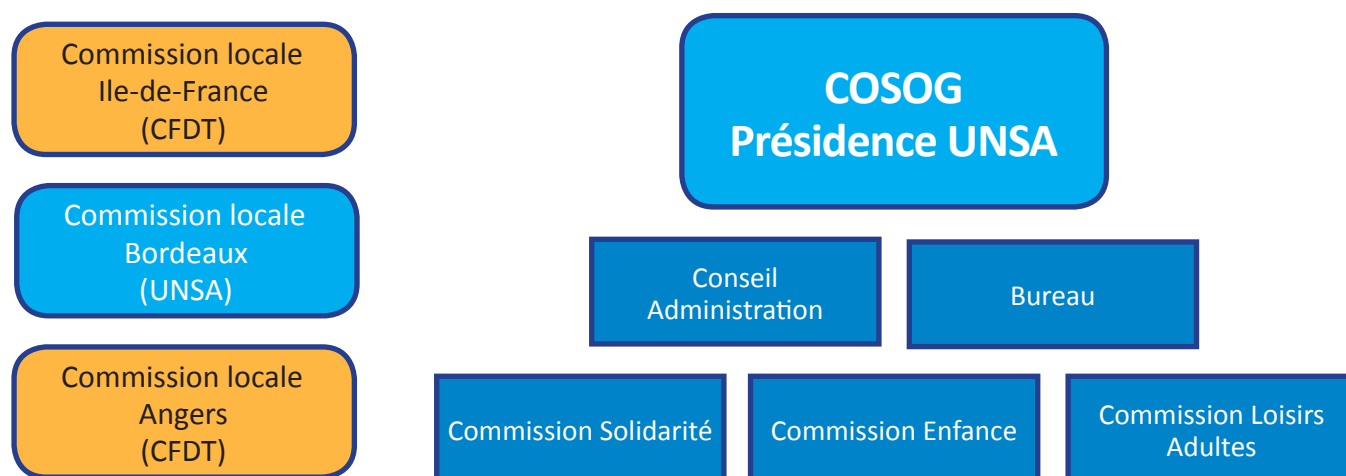 Commission locale
Ile-de-France
(CFDT)
Commission locale
Bordeaux
(UNSA)
Commission locale
Angers
(CFDT)
COSOG
Présidence UNSA
Conseil
Administration
Bureau
Commission Solidarité
Commission Enfance
Commission Loisirs
Adultes